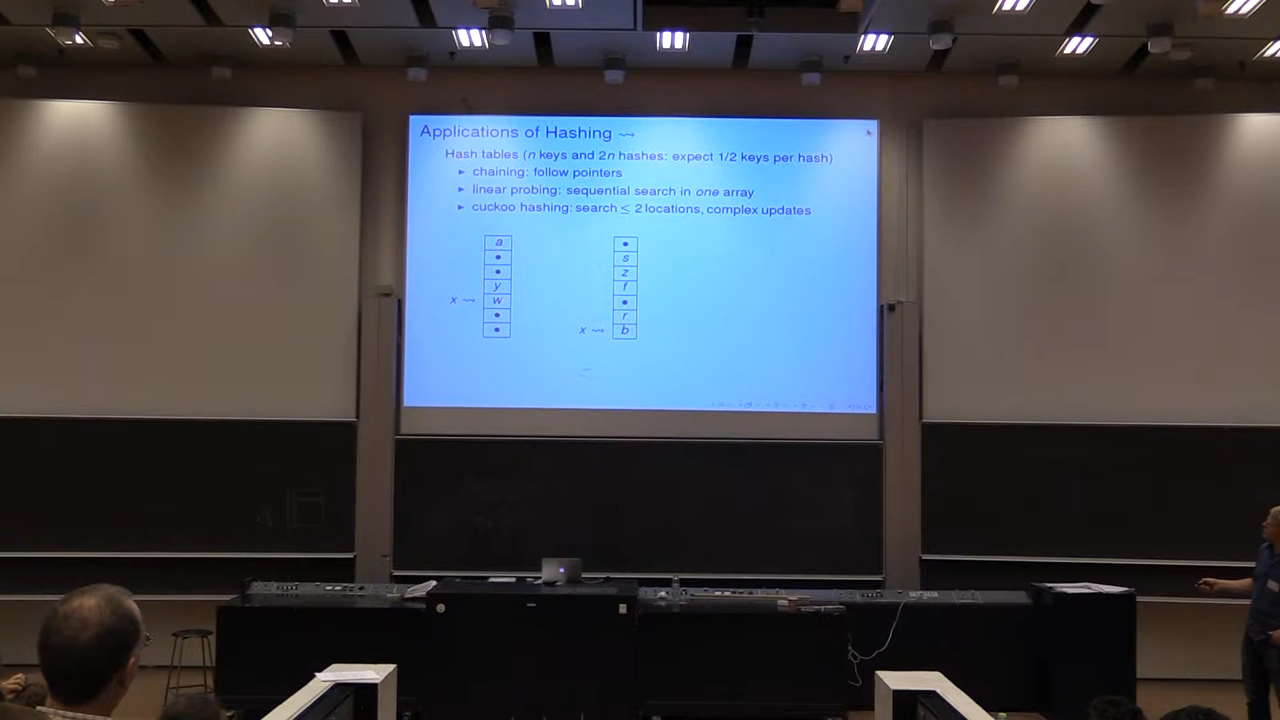 Applications of Hashing ⇝
Hash tables (n keys and 2n hashes: expect 1/2 keys per hash)
► chaining: follow pointers
► linear probing: sequential search in one array
► cuckoo hashing: search ≤ 2 locations, complex updates
a
•
•
y
x ⇝ w
•
•
•
s
z
f
•
r
x ⇝ b